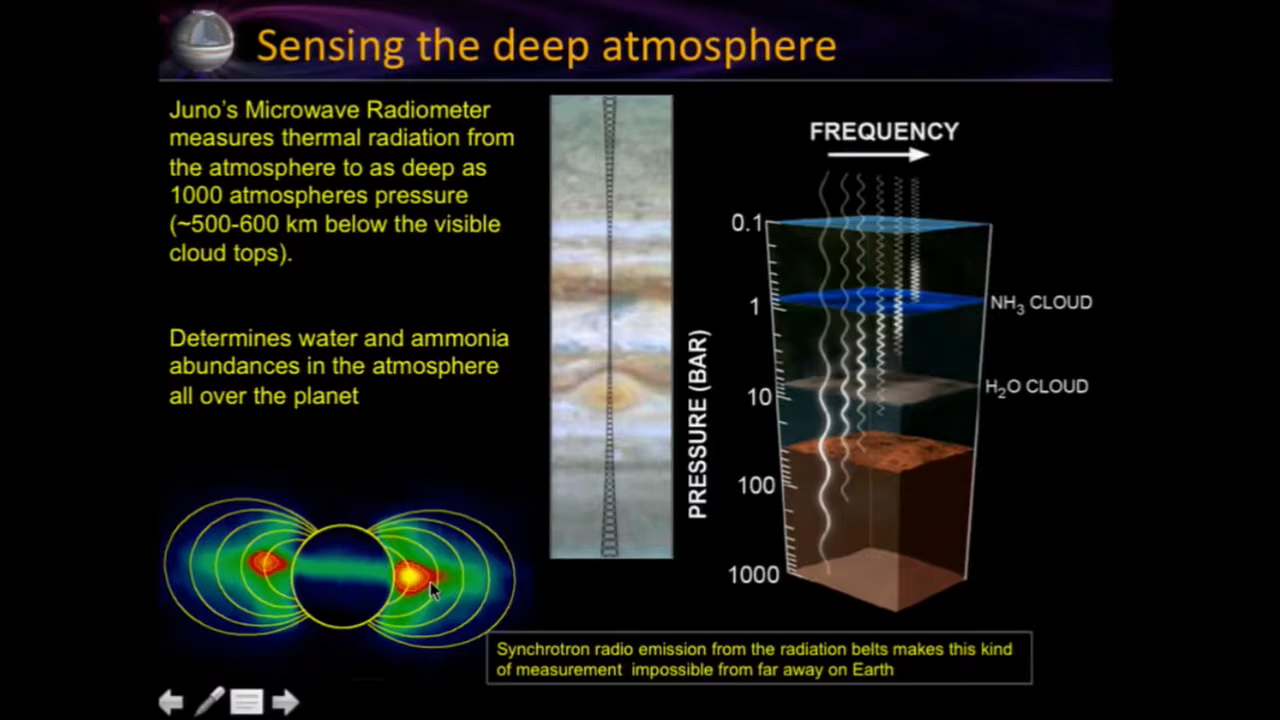 Sensing the deep atmosphere
Juno's Microwave Radiometer
measures thermal radiation from
the atmosphere to as deep as
1000 atmospheres pressure
(~500-600 km below the visible
cloud tops).
Determines water and ammonia
abundances in the atmosphere
all over the planet
FREQUENCY
PRESSURE (BAR)
0.1
1
10
100
1000
NH₃ CLOUD
H₂O CLOUD
Synchrotron radio emission from the radiation belts makes this kind
of measurement impossible from far away on Earth